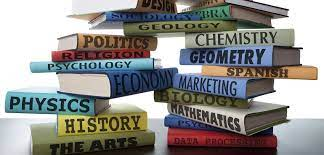 DESIGN
SOCIOLOGY
BRA
GEOLOGY
POLITICS
RELIGION
PSYCHOLOGY
ECONOMY
PHYSICS
HISTORY
THE ARTS
CHEMISTRY
GEOMETRY
SPANISH
MARKETING
BIOLOGY
MATHEMATICS
DATA PROCESSING